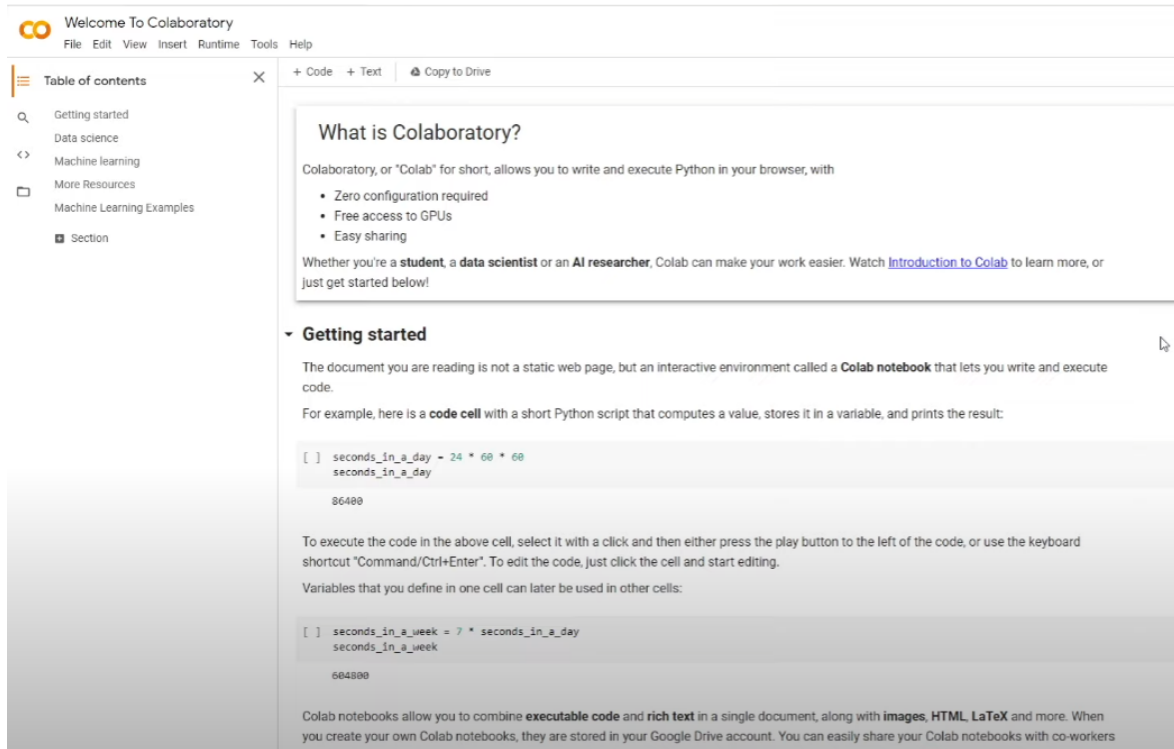 Welcome To Colaboratory
File Edit View Insert Runtime Tools Help
Table of contents
Getting started
Data science
Machine learning
More Resources
Machine Learning Examples
Section
+ Code + Text Copy to Drive
What is Colaboratory?
Colaboratory, or "Colab" for short, allows you to write and execute Python in your browser, with
• Zero configuration required
• Free access to GPUs
• Easy sharing
Whether you're a student, a data scientist or an AI researcher, Colab can make your work easier. Watch Introduction to Colab to learn more, or
just get started below!
Getting started
The document you are reading is not a static web page, but an interactive environment called a Colab notebook that lets you write and execute
code.
For example, here is a code cell with a short Python script that computes a value, stores it in a variable, and prints the result:
[ ] seconds_in_a_day = 24 * 60 * 60
seconds_in_a_day
86400
To execute the code in the above cell, select it with a click and then either press the play button to the left of the code, or use the keyboard
shortcut "Command/Ctrl+Enter". To edit the code, just click the cell and start editing.
Variables that you define in one cell can later be used in other cells:
[ ] seconds_in_a_week = 7 * seconds_in_a_day
seconds_in_a_week
604800
Colab notebooks allow you to combine executable code and rich text in a single document, along with images, HTML, LaTeX and more. When
you create your own Colab notebooks, they are stored in your Google Drive account. You can easily share your Colab notebooks with co-workers